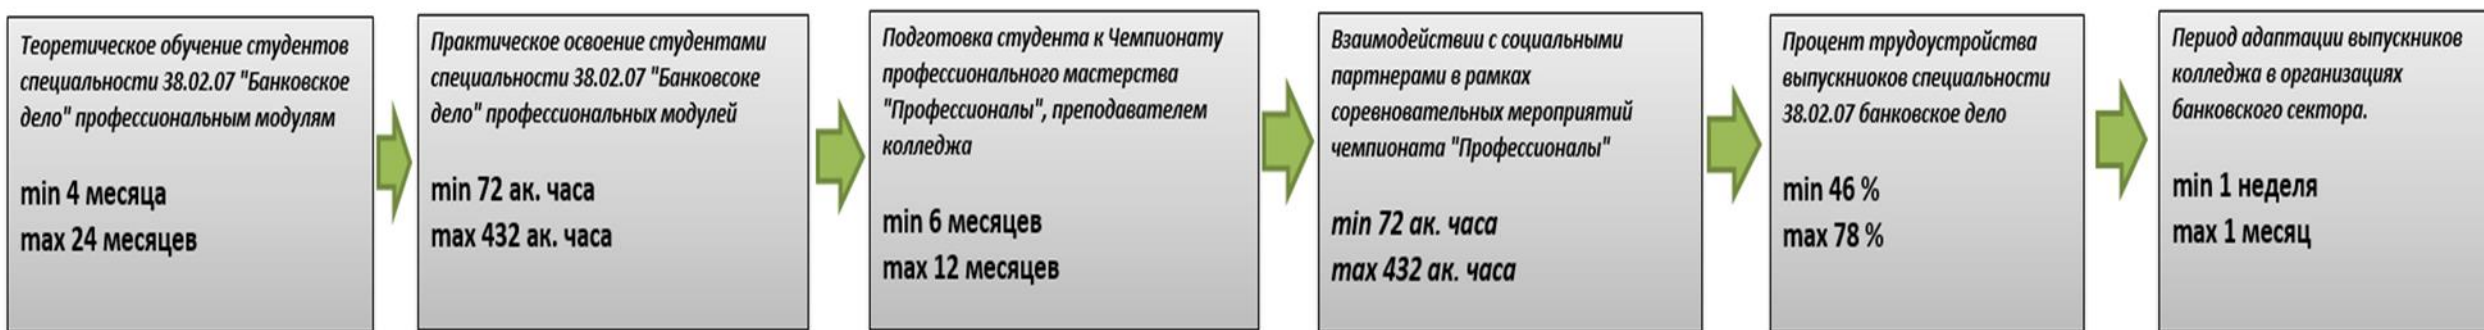 Теоретическое обучение студентов
специальности 38.02.07 "Банковское
дело" профессиональным модулям
min 4 месяца
max 24 месяцев
Практическое освоение студентами
специальности 38.02.07 "Банковсоке
дело" профессиональных модулей
min 72 ак. часа
max 432 ак. часа
Подготовка студента к Чемпионату
профессионального мастерства
"Профессионалы", преподавателем
колледжа
min 6 месяцев
max 12 месяцев
Взаимодействии с социальными
партнерами в рамках
соревновательных мероприятий
чемпионата "Профессионалы"
min 72 ак. часа
max 432 ак. часа
Процент трудоустройства
выпускниоков специальности
38.02.07 банковское дело
min 46 %
max 78 %
Период адаптации выпускников
колледжа в организациях
банковского сектора.
min 1 неделя
max 1 месяц